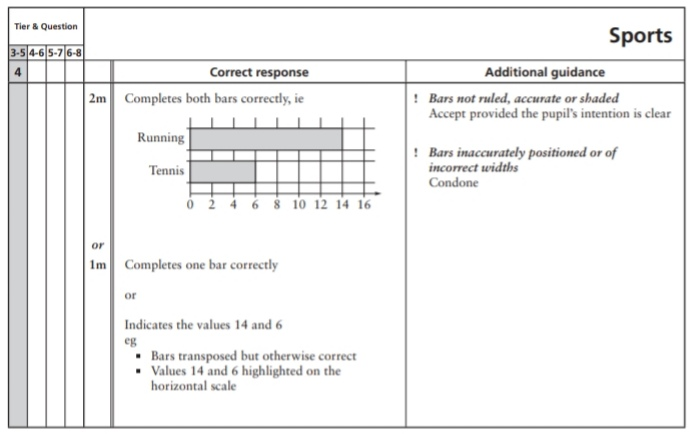 Tier & Question
Sports
3-5 4-6 5-7 6-8
4
Correct response
Additional guidance
2m
Completes both bars correctly, ie
Running
Tennis
0 2 4 6 8 10 12 14 16
! Bars not ruled, accurate or shaded
Accept provided the pupil's intention is clear
! Bars inaccurately positioned or of
incorrect widths
Condone
or
1m
Completes one bar correctly
or
Indicates the values 14 and 6
eg
▪ Bars transposed but otherwise correct
▪ Values 14 and 6 highlighted on the
horizontal scale